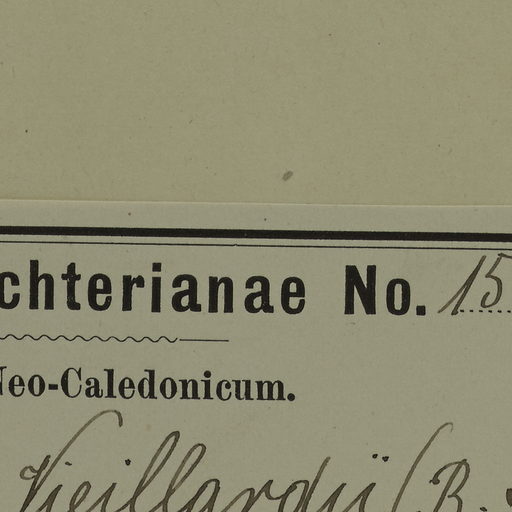 chterianae No. 15
Neo-Caledonicum.
Vieillardii (B.